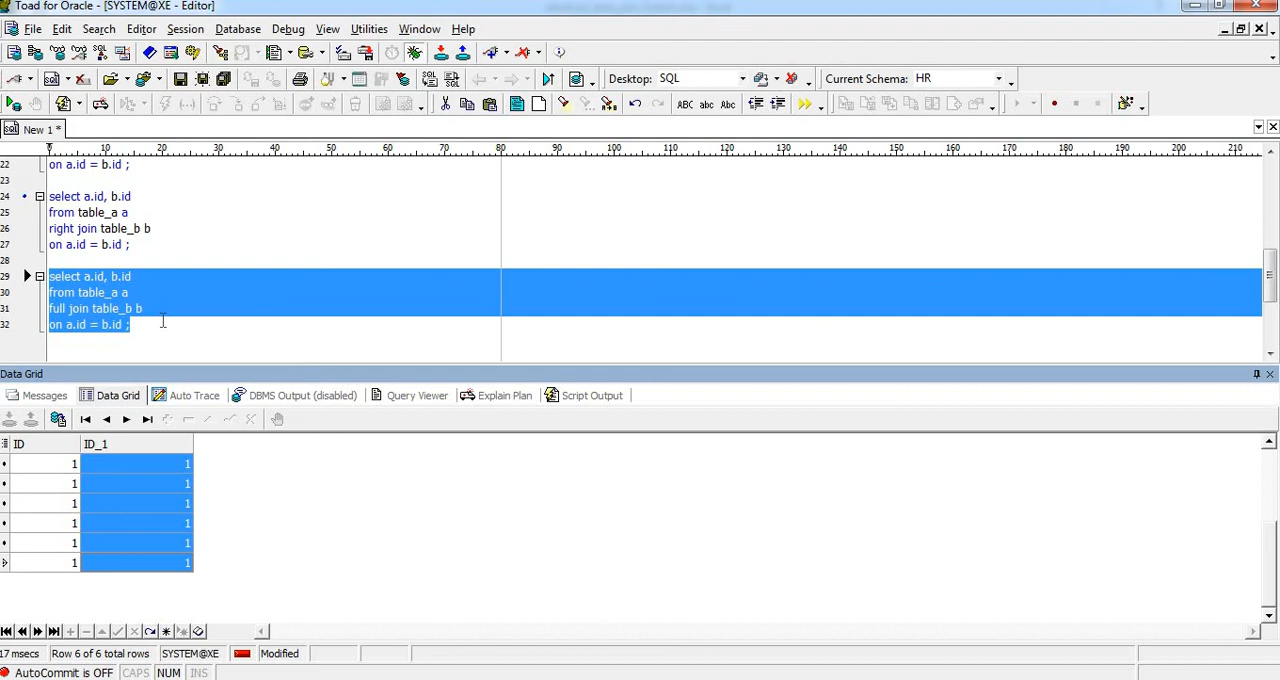 Toad for Oracle - [SYSTEM@XE - Editor]
File Edit Search Editor Session Database Debug View Utilities Window Help
SQL Desktop: SQL Current Schema: HR
ABC abc Abc
New 1 *
0 10 20 30 40 50 60 70 80 90 100 110 120 130 140 150 160 170 180 190 200 210
22 on a.id = b.id ;
23
24 select a.id, b.id
25 from table_a a
26 right join table_b b
27 on a.id = b.id ;
28
29 select a.id, b.id
30 from table_a a
31 full join table_b b
32 on a.id = b.id ;
Data Grid
Messages Data Grid Auto Trace DBMS Output (disabled) Query Viewer Explain Plan Script Output
ID ID_1
1 1
1 1
1 1
1 1
1 1
1 1
17 msecs Row 6 of 6 total rows SYSTEM@XE Modified
AutoCommit is OFF CAPS NUM INS